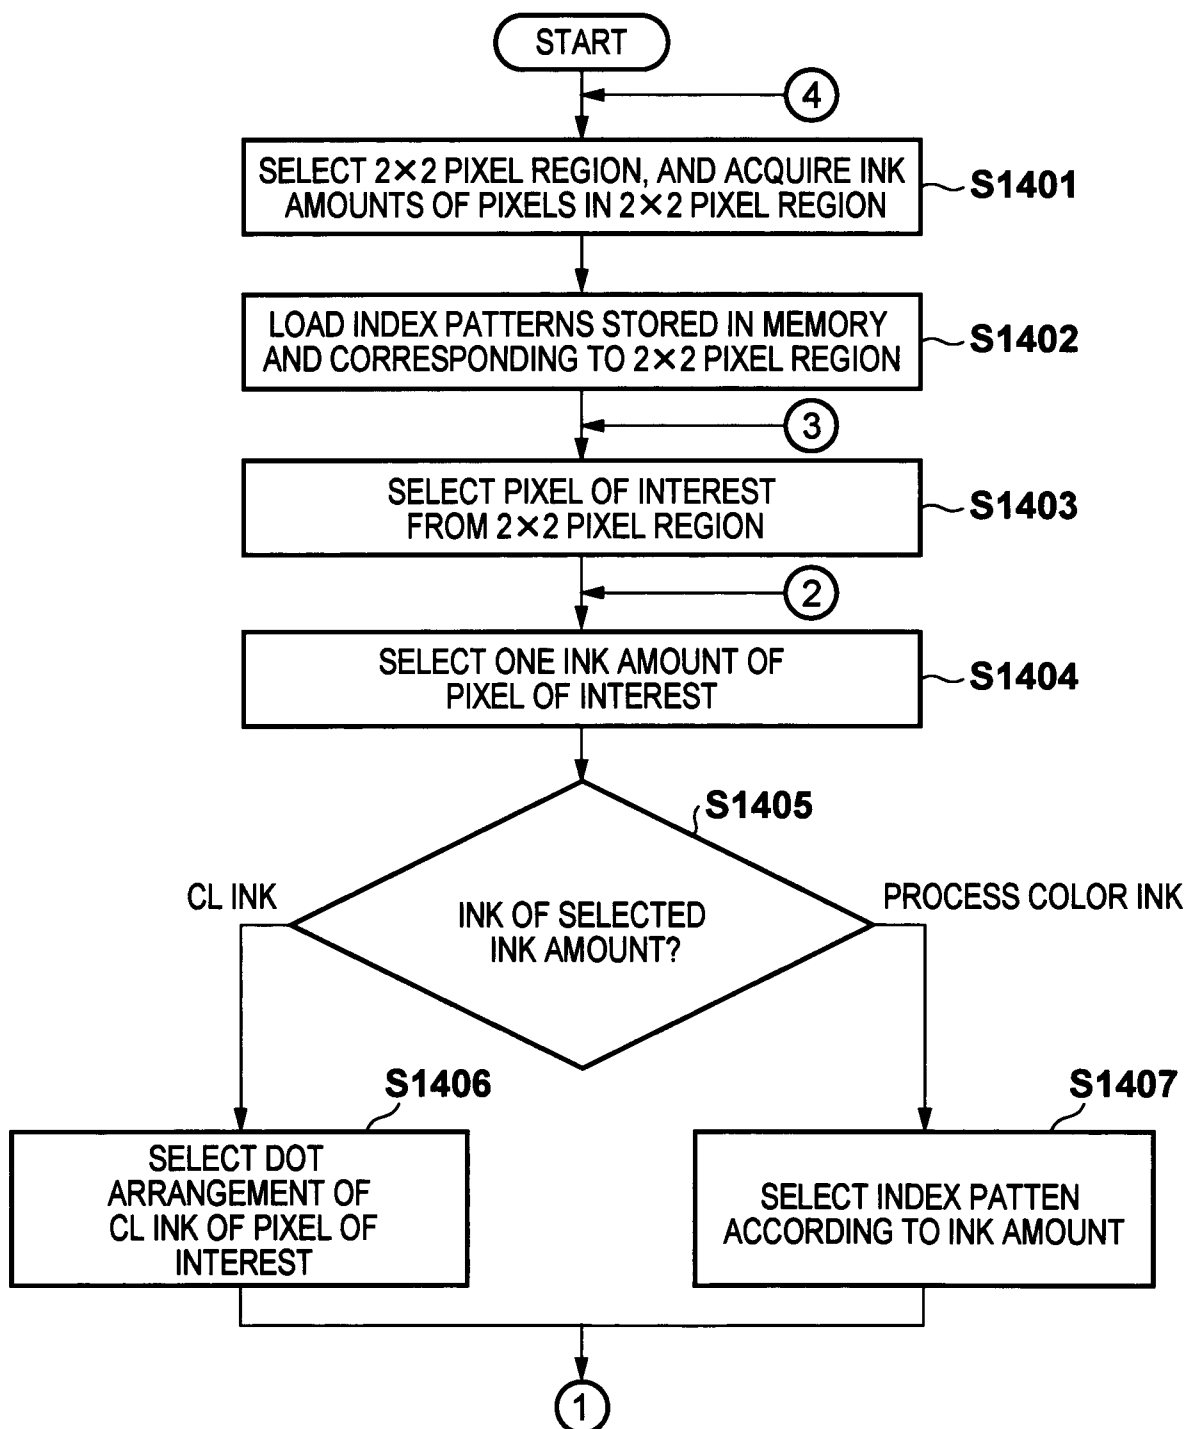 START
4
SELECT 2×2 PIXEL REGION, AND ACQUIRE INK
AMOUNTS OF PIXELS IN 2×2 PIXEL REGION
S1401
LOAD INDEX PATTERNS STORED IN MEMORY
AND CORRESPONDING TO 2×2 PIXEL REGION
S1402
3
SELECT PIXEL OF INTEREST
FROM 2×2 PIXEL REGION
S1403
2
SELECT ONE INK AMOUNT OF
PIXEL OF INTEREST
S1404
S1405
CL INK
INK OF SELECTED
INK AMOUNT?
PROCESS COLOR INK
S1406
SELECT DOT
ARRANGEMENT OF
CL INK OF PIXEL OF
INTEREST
S1407
SELECT INDEX PATTEN
ACCORDING TO INK AMOUNT
1